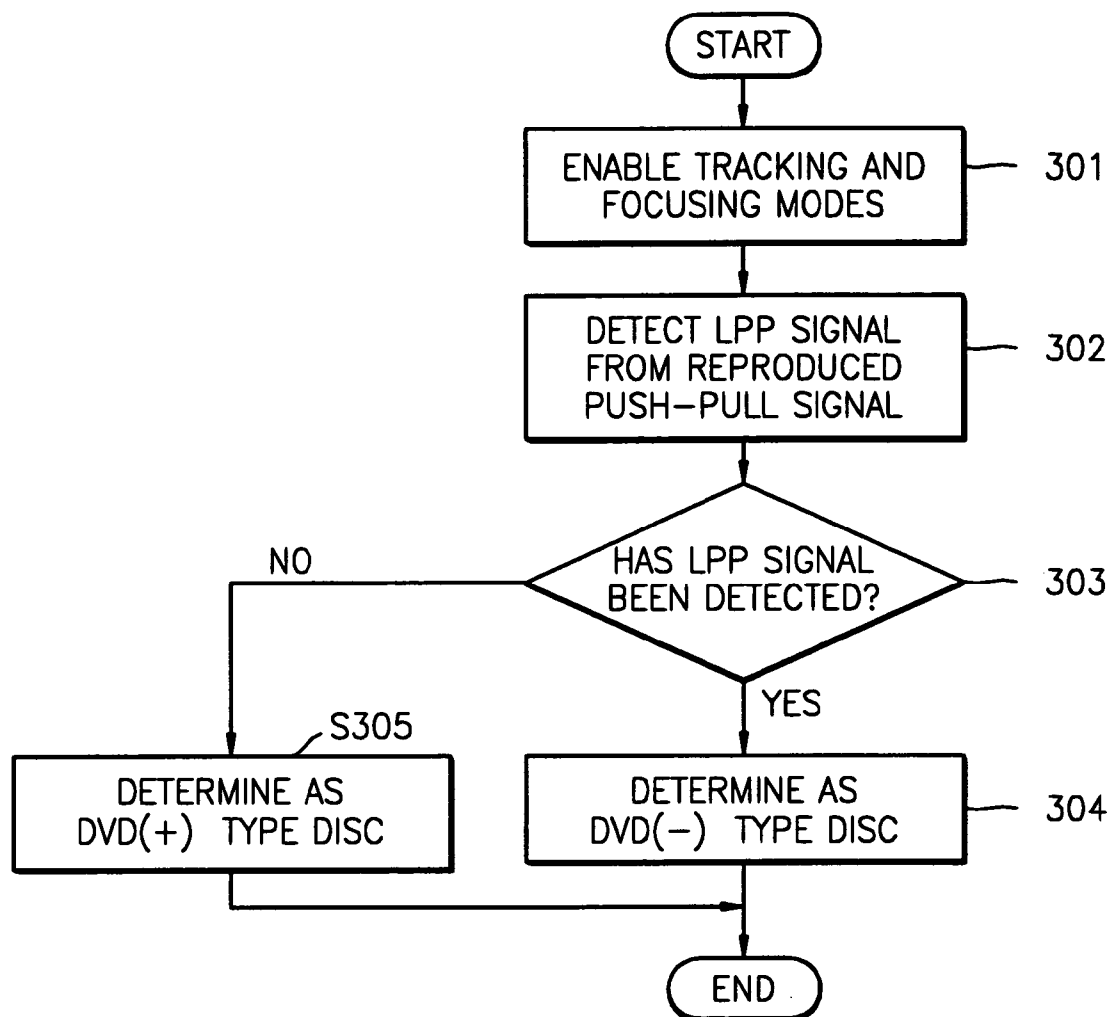 START
ENABLE TRACKING AND
FOCUSING MODES
301
DETECT LPP SIGNAL
FROM REPRODUCED
PUSH-PULL SIGNAL
302
HAS LPP SIGNAL
BEEN DETECTED?
303
NO
YES
S305
DETERMINE AS
DVD(+) TYPE DISC
DETERMINE AS
DVD(-) TYPE DISC
304
END